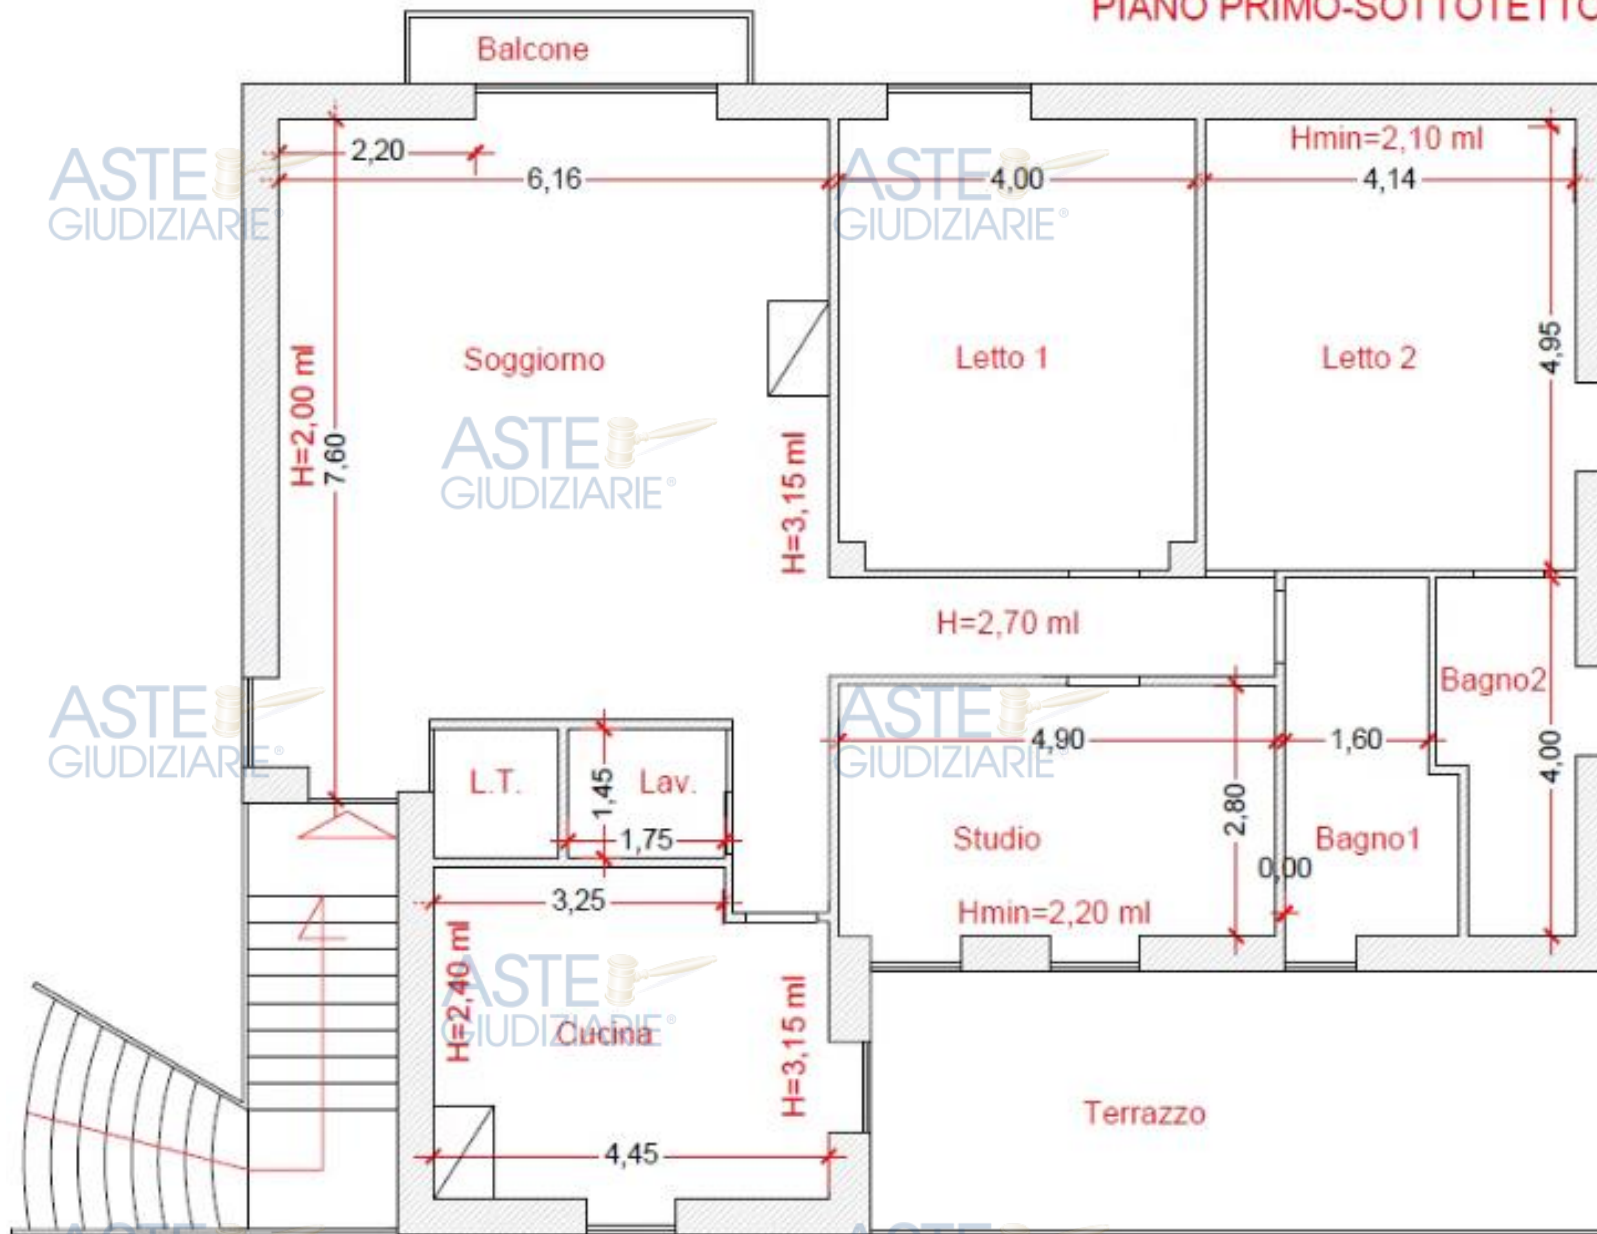 PIANO PRIMO-SOTTOTETTO
Balcone
ASTE
GIUDIZIARIE®
2,20
6,16
ASTE
GIUDIZIARIE®
4,00
Hmin=2,10 ml
4,14
H=2,00 ml
7,60
Soggiorno
Letto 1
Letto 2
4,95
ASTE
GIUDIZIARIE®
H=3,15 ml
H=2,70 ml
ASTE
GIUDIZIARIE®
L.T.
1,45
Lav.
1,75
ASTE
GIUDIZIARIE®
4,90
1,60
Bagno2
4,00
2,80
Studio
Bagno1
0,00
Hmin=2,20 ml
3,25
H=2,40 ml
ASTE
GIUDIZIARIE®
Cucina
H=3,15 ml
4,45
Terrazzo
ASTE
ASTE